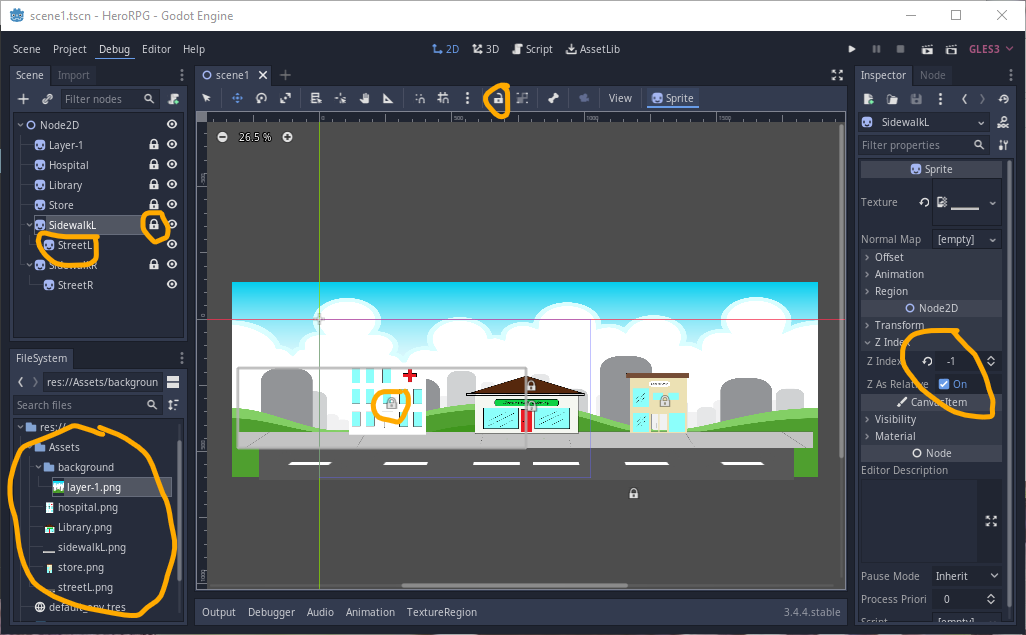 scene1.tscn - HeroRPG - Godot Engine
Scene Project Debug Editor Help
2D 3D Script AssetLib
GLES3
Scene Import
scene1
Inspector Node
Filter nodes
View Sprite
Node2D
Layer-1
Hospital
Library
Store
SidewalkL
StreetL
SidewalkR
StreetR
0 500 1000 1500
26.5 %
SidewalkL
Filter properties
Sprite
Texture
Normal Map [empty]
Offset
Animation
Region
Node2D
Transform
Z Index
Z Index -1
Z As Relative On
CanvasItem
Visibility
Material
Node
Editor Description
Pause Mode Inherit
Process Priori 0
Script [empty]
FileSystem
res://Assets/backgroun
Search files
res://
Assets
background
layer-1.png
hospital.png
Library.png
sidewalkL.png
store.png
streetL.png
default_env.tres
Output Debugger Audio Animation TextureRegion
3.4.4.stable